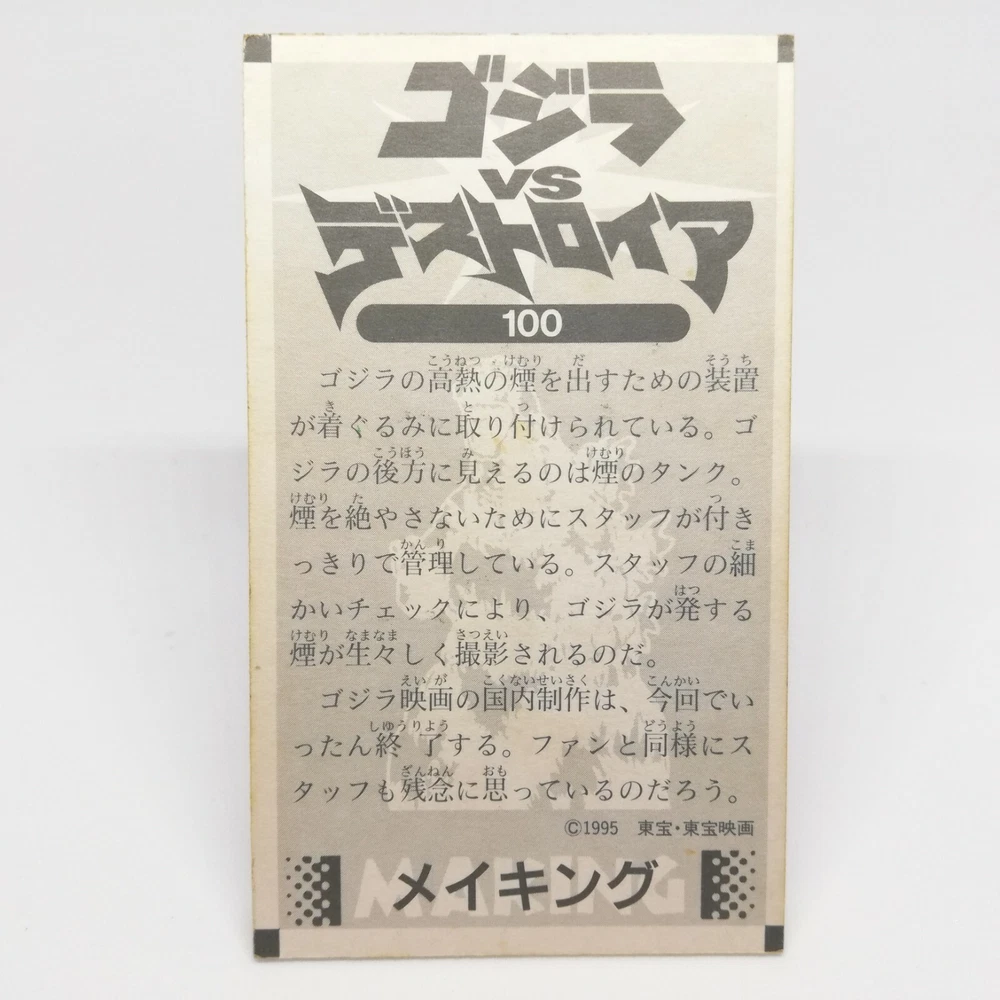 ゴジラ
VS
デストロイア
100
ゴジラの高熱の煙を出すための装置
が着ぐるみに取り付けられている。ゴ
ジラの後方に見えるのは煙のタンク。
煙を絶やさないためにスタッフが付き
っきりで管理している。スタッフの細
かいチェックにより、ゴジラが発する
煙が生々しく撮影されるのだ。
ゴジラ映画の国内制作は、今回でい
ったん終了する。ファンと同様にス
タッフも残念に思っているのだろう。
©1995 東宝・東宝映画
MAKING
メイキング